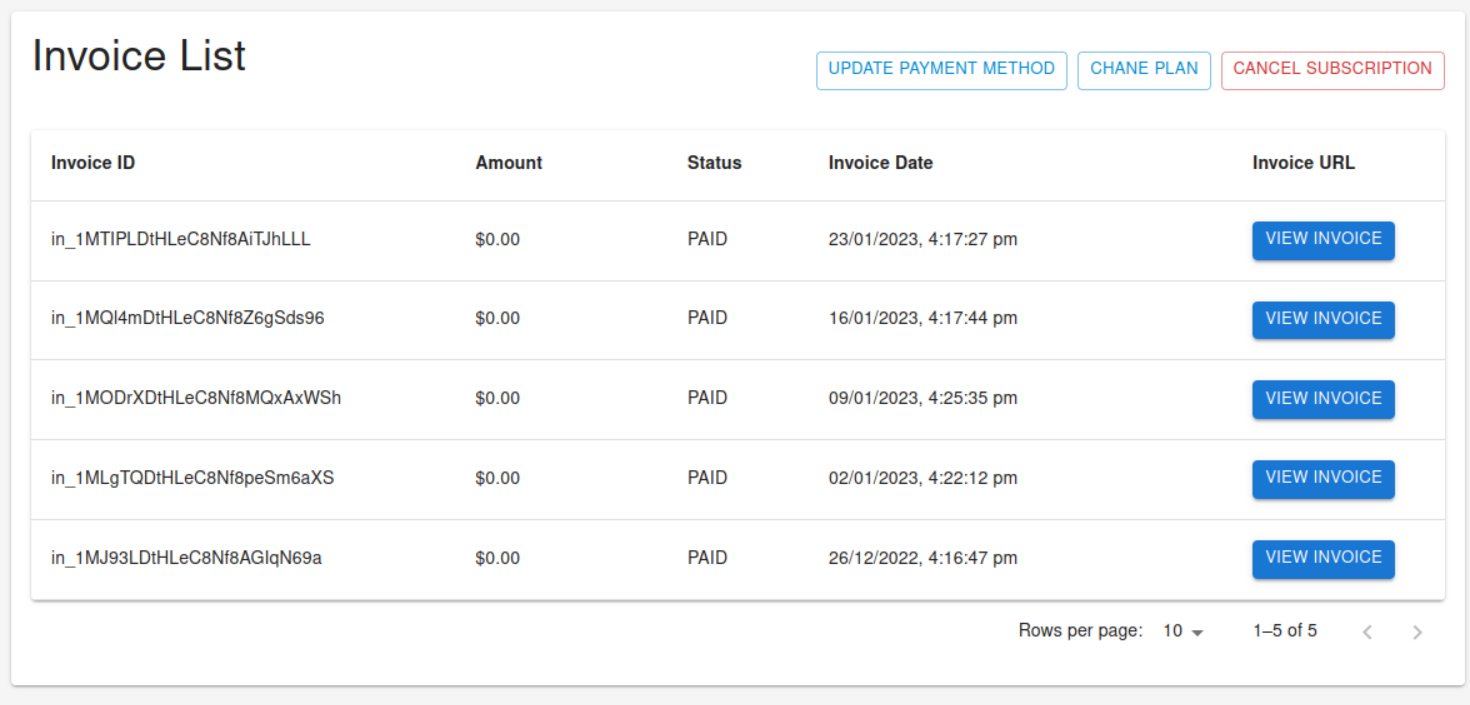 Invoice List
UPDATE PAYMENT METHOD CHANE PLAN CANCEL SUBSCRIPTION
Invoice ID Amount Status Invoice Date Invoice URL
in_1MTIPLDtHLeC8Nf8AiTJhLLL $0.00 PAID 23/01/2023, 4:17:27 pm VIEW INVOICE
in_1MQl4mDtHLeC8Nf8Z6gSds96 $0.00 PAID 16/01/2023, 4:17:44 pm VIEW INVOICE
in_1MODrXDtHLeC8Nf8MQxAxWSh $0.00 PAID 09/01/2023, 4:25:35 pm VIEW INVOICE
in_1MLgTQDtHLeC8Nf8peSm6aXS $0.00 PAID 02/01/2023, 4:22:12 pm VIEW INVOICE
in_1MJ93LDtHLeC8Nf8AGlqN69a $0.00 PAID 26/12/2022, 4:16:47 pm VIEW INVOICE
Rows per page: 10 1–5 of 5